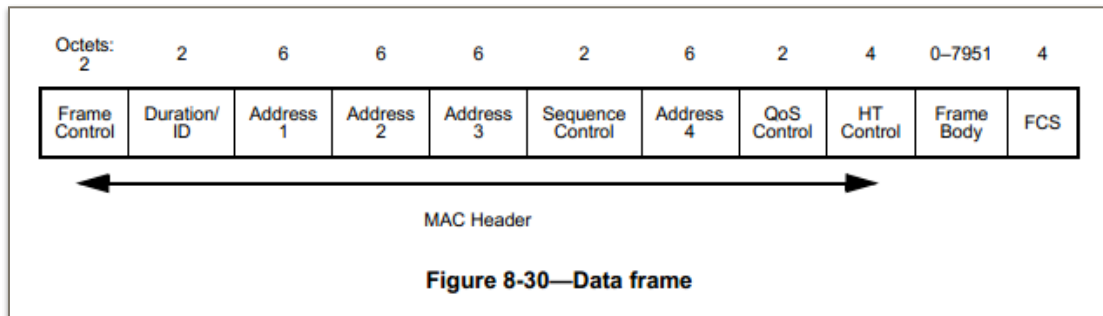 Octets:
2 2 6 6 6 2 6 2 4 0–7951 4
Frame Duration/ Address Address Address Sequence Address QoS HT Frame FCS
Control ID 1 2 3 Control 4 Control Control Body
MAC Header
Figure 8-30—Data frame